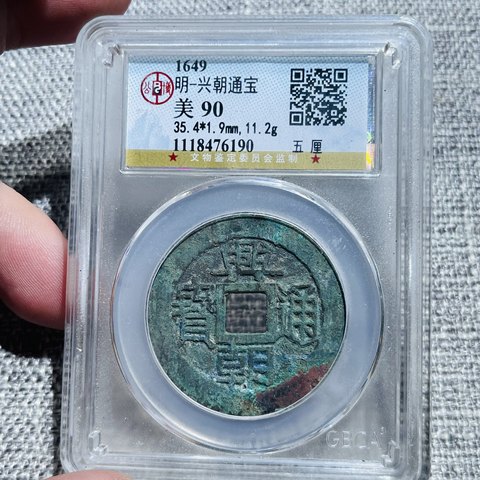 1649
明-兴朝通宝
美 90
35.4*1.9mm,11.2g
1118476190 五厘
★ 文物鉴定委员会监制 ★
興
寶 通
朝
GBCA